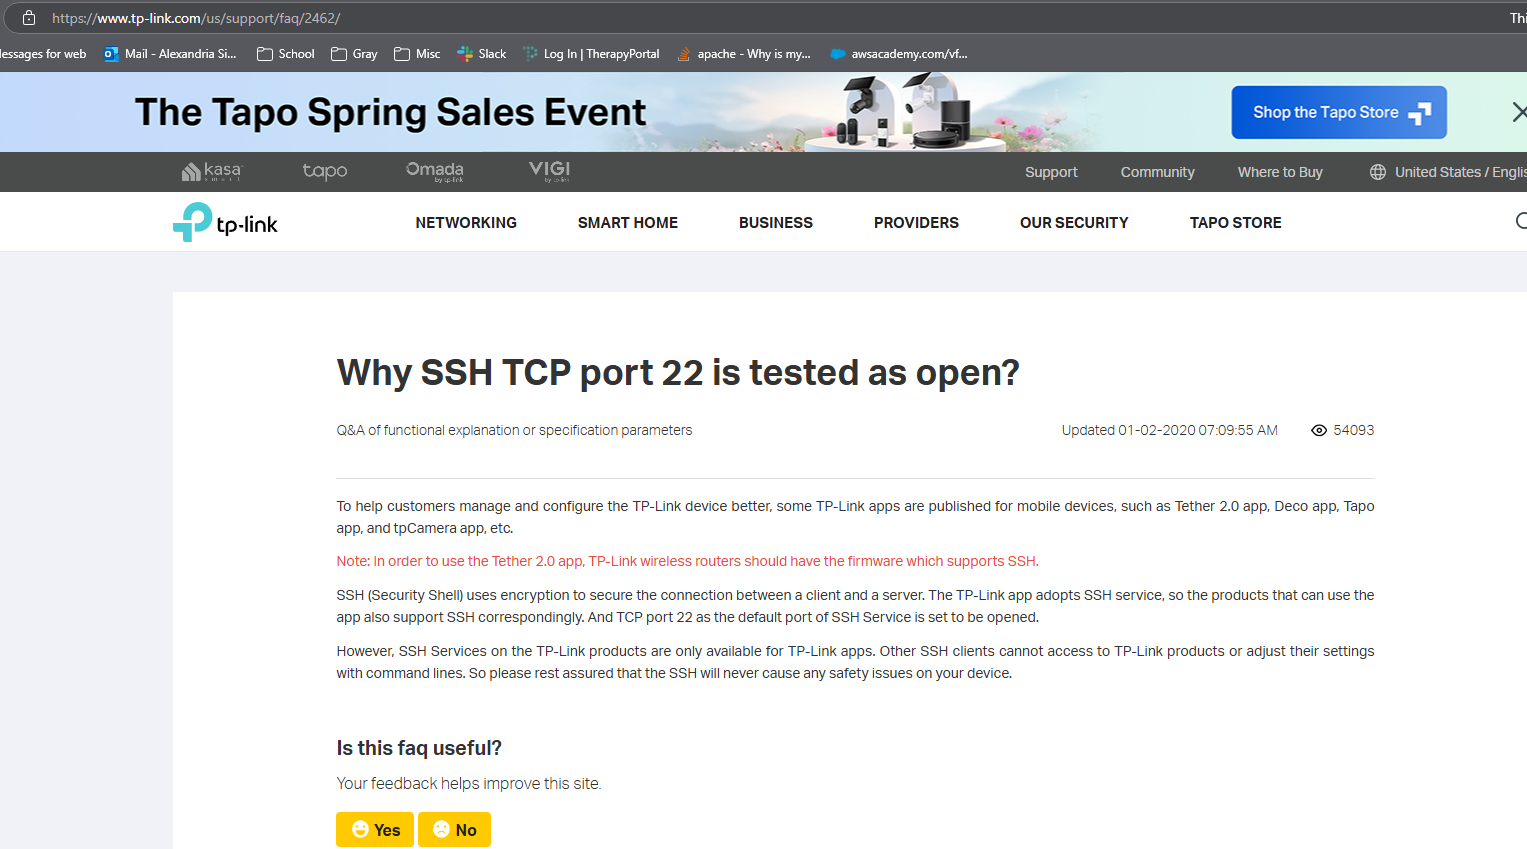 https://www.tp-link.com/us/support/faq/2462/
essages for web Mail - Alexandria Si... School Gray Misc Slack Log In | TherapyPortal apache - Why is my... awsacademy.com/vf...
The Tapo Spring Sales Event
Shop the Tapo Store
kasa smart tapo Omada by tp-link VIGI by tp-link Support Community Where to Buy United States / Englis
tp-link NETWORKING SMART HOME BUSINESS PROVIDERS OUR SECURITY TAPO STORE
Why SSH TCP port 22 is tested as open?
Q&A of functional explanation or specification parameters Updated 01-02-2020 07:09:55 AM 54093
To help customers manage and configure the TP-Link device better, some TP-Link apps are published for mobile devices, such as Tether 2.0 app, Deco app, Tapo
app, and tpCamera app, etc.
Note: In order to use the Tether 2.0 app, TP-Link wireless routers should have the firmware which supports SSH.
SSH (Security Shell) uses encryption to secure the connection between a client and a server. The TP-Link app adopts SSH service, so the products that can use the
app also support SSH correspondingly. And TCP port 22 as the default port of SSH Service is set to be opened.
However, SSH Services on the TP-Link products are only available for TP-Link apps. Other SSH clients cannot access to TP-Link products or adjust their settings
with command lines. So please rest assured that the SSH will never cause any safety issues on your device.
Is this faq useful?
Your feedback helps improve this site.
Yes No